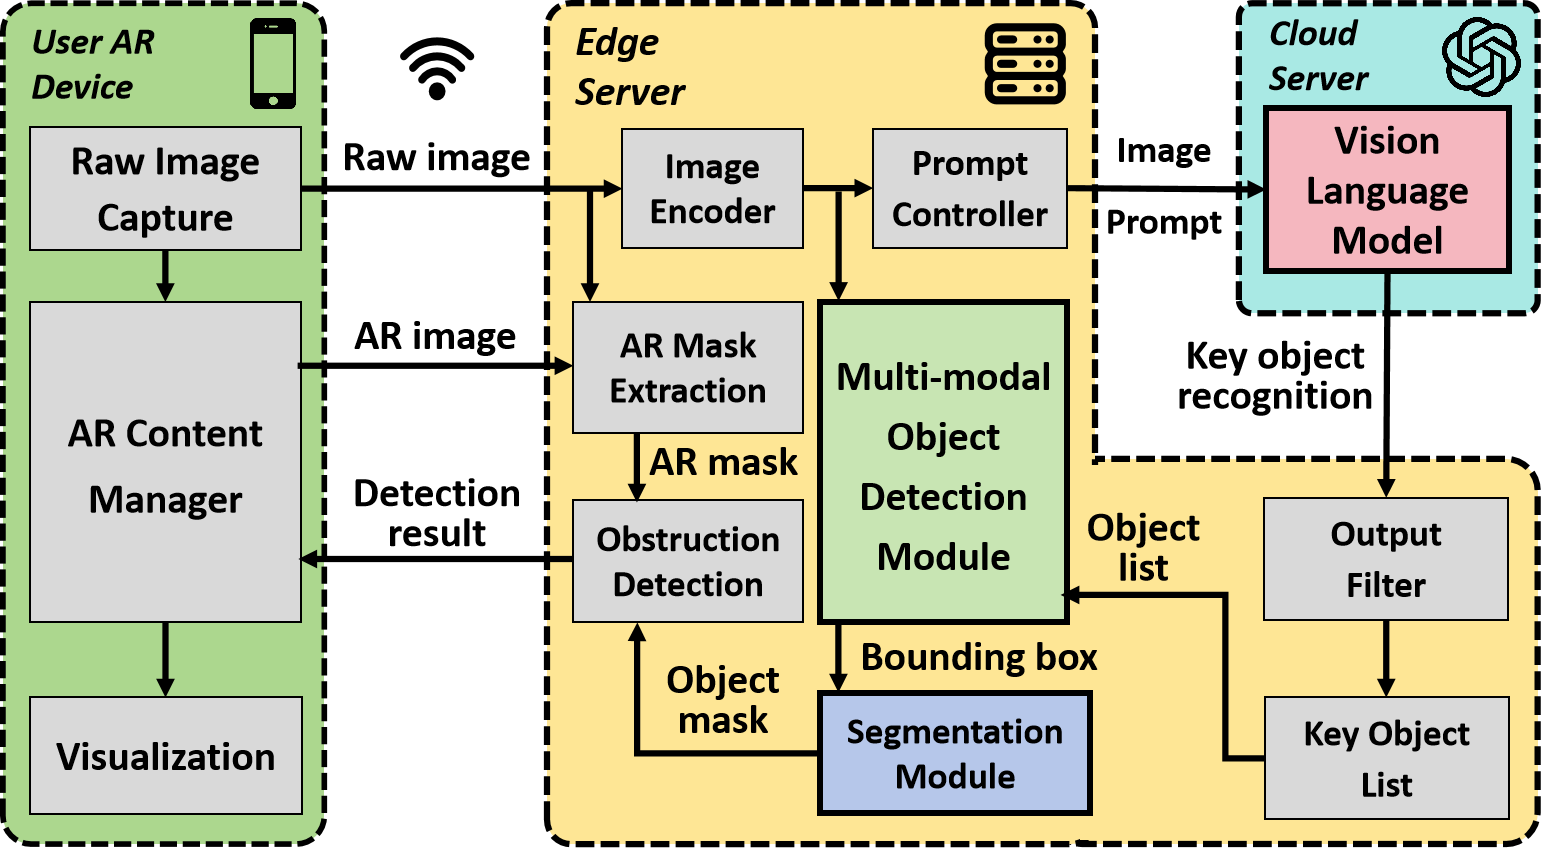 User AR
Device
Raw Image
Capture
AR Content
Manager
Visualization
Raw image
AR image
Detection
result
Edge
Server
Image
Encoder
Prompt
Controller
AR Mask
Extraction
AR mask
Obstruction
Detection
Object
mask
Multi-modal
Object
Detection
Module
Bounding box
Segmentation
Module
Image
Prompt
Cloud
Server
Vision
Language
Model
Key object
recognition
Output
Filter
Key Object
List
Object
list